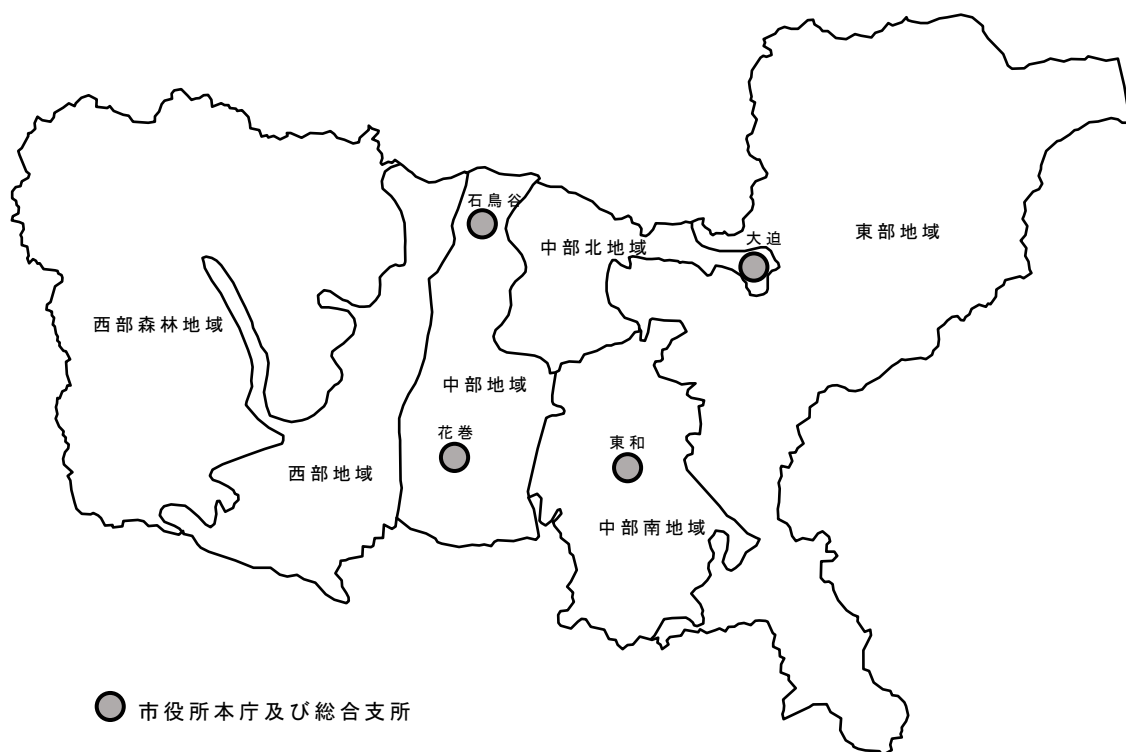 石鳥谷
東部地域
大迫
中部北地域
西部森林地域
中部地域
花巻
東和
西部地域
中部南地域
市役所本庁及び総合支所